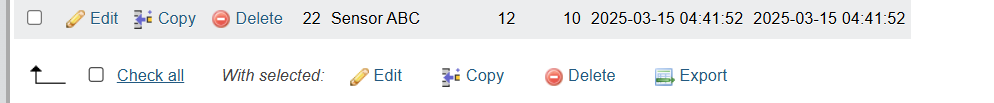 Edit Copy Delete 22 Sensor ABC 12 10 2025-03-15 04:41:52 2025-03-15 04:41:52
Check all With selected: Edit Copy Delete Export